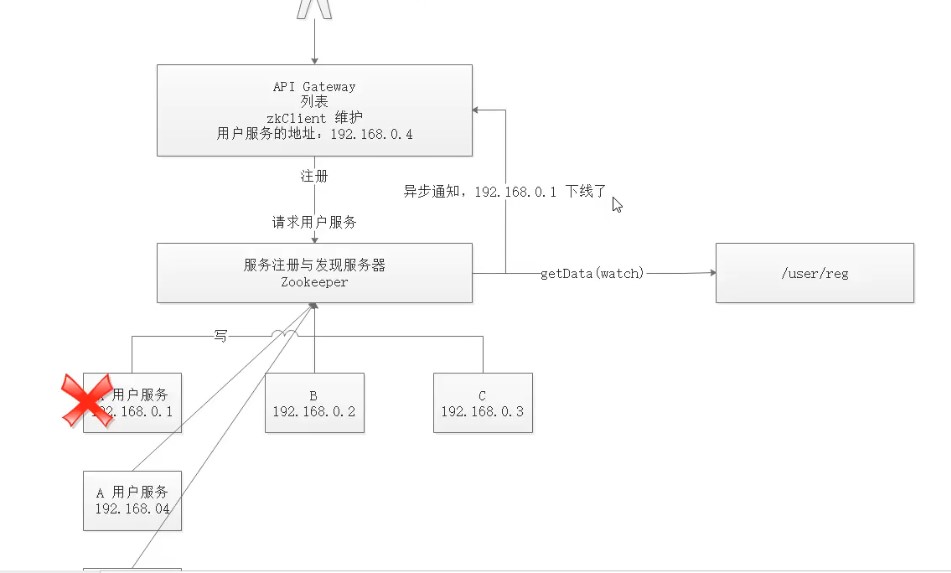 API Gateway
列表
zkClient 维护
用户服务的地址: 192.168.0.4
注册
异步通知, 192.168.0.1 下线了
请求用户服务
服务注册与发现服务器
Zookeeper
getData(watch)
/user/reg
写
用户服务
.168.0.1
B
192.168.0.2
C
192.168.0.3
A 用户服务
192.168.04